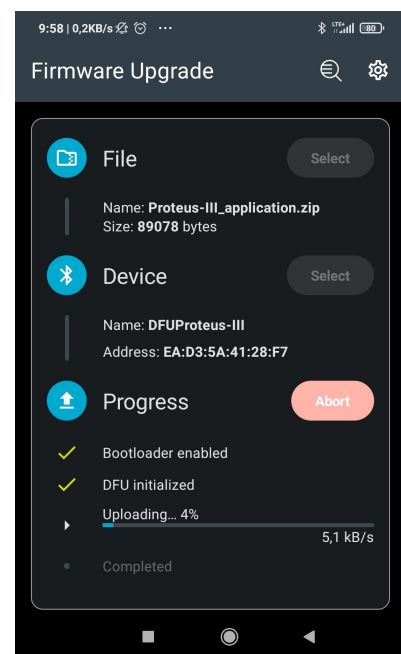 9:58 | 0,2KB/s ... LTE+ 80
Firmware Upgrade
File
Select
Name: Proteus-III_application.zip
Size: 89078 bytes
Device
Select
Name: DFUProteus-III
Address: EA:D3:5A:41:28:F7
Progress
Abort
Bootloader enabled
DFU initialized
Uploading... 4%
5,1 kB/s
Completed